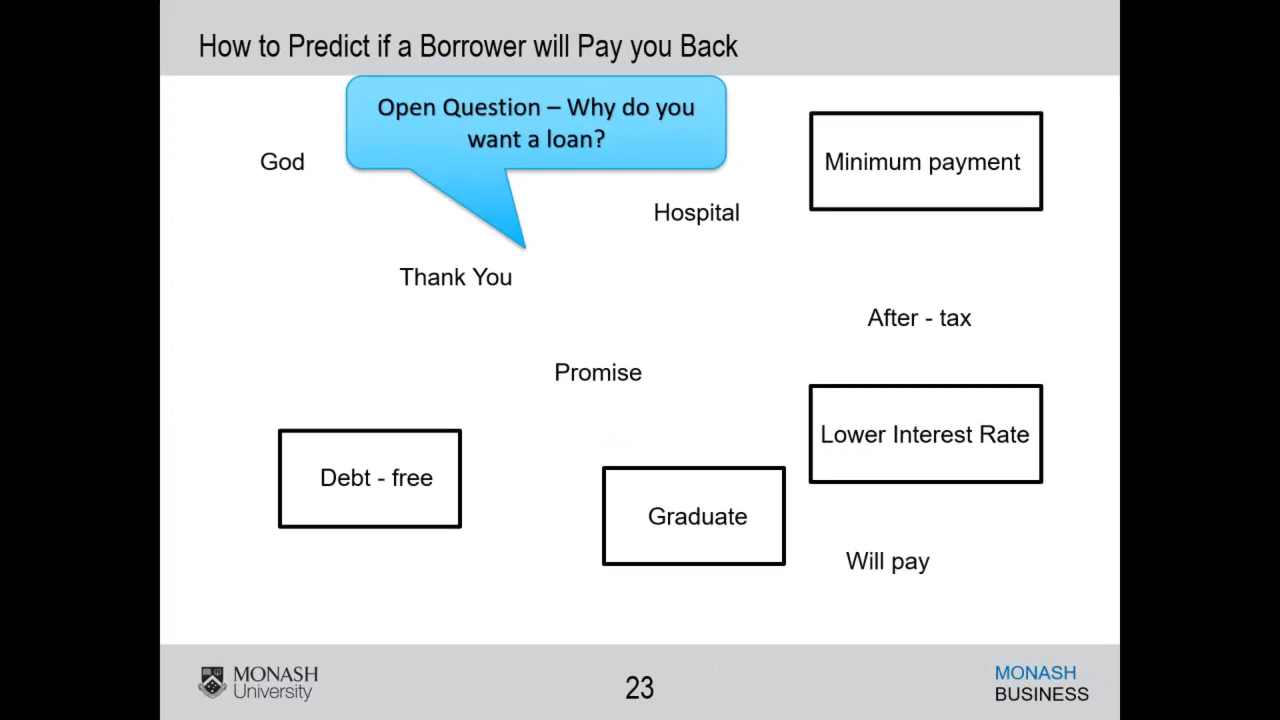 How to Predict if a Borrower will Pay you Back
Open Question – Why do you
want a loan?
God
Minimum payment
Hospital
Thank You
After - tax
Promise
Lower Interest Rate
Debt - free
Graduate
Will pay
MONASH
University
23
MONASH
BUSINESS